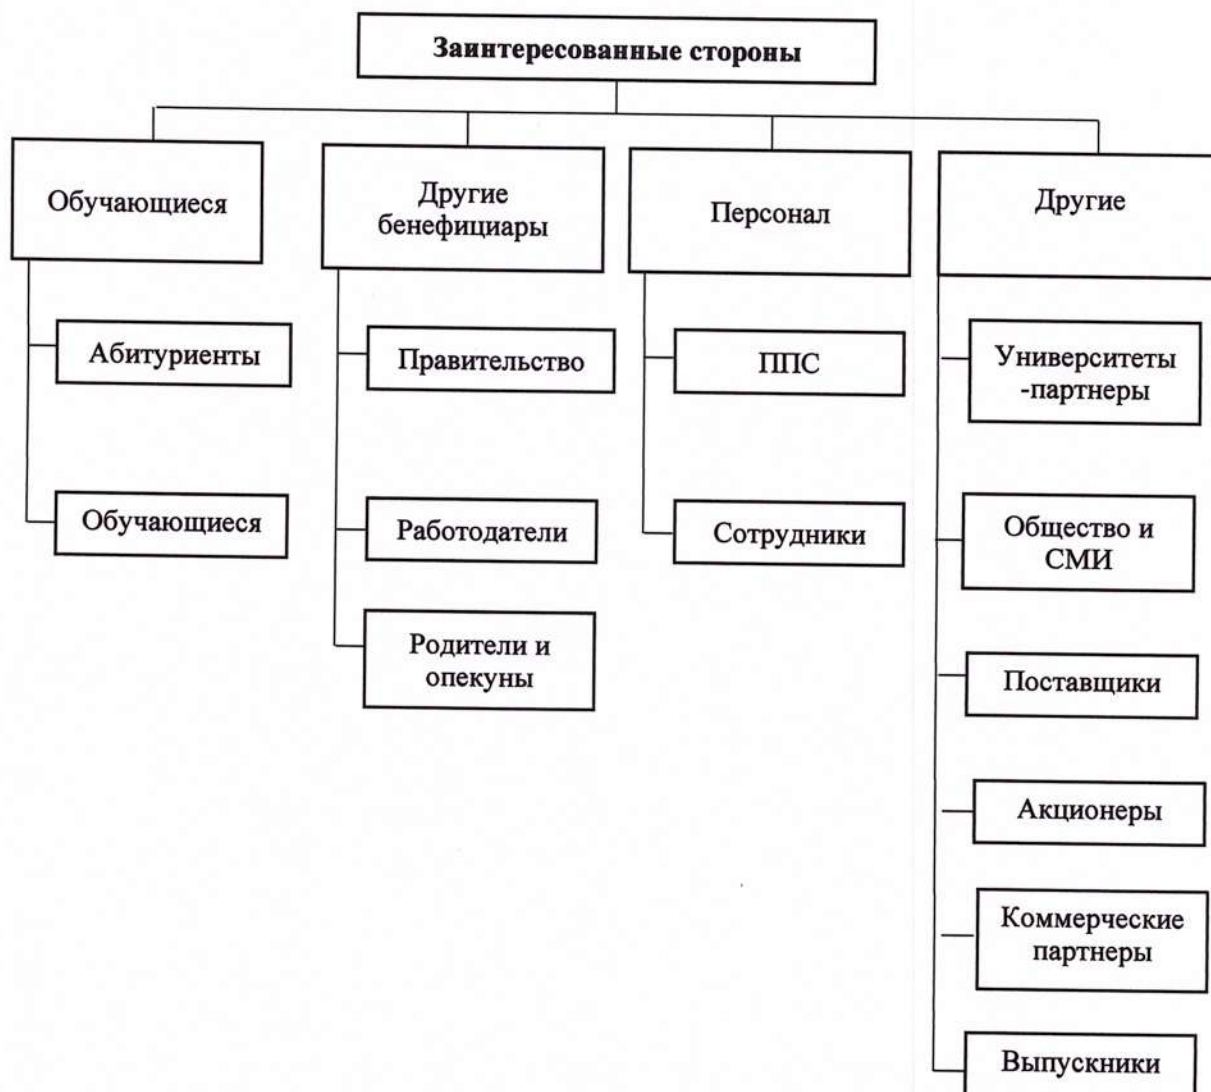 Заинтересованные стороны
Обучающиеся
Другие
бенефициары
Персонал
Другие
Абитуриенты
Обучающиеся
Правительство
Работодатели
Родители и
опекуны
ППС
Сотрудники
Университеты
-партнеры
Общество и
СМИ
Поставщики
Акционеры
Коммерческие
партнеры
Выпускники